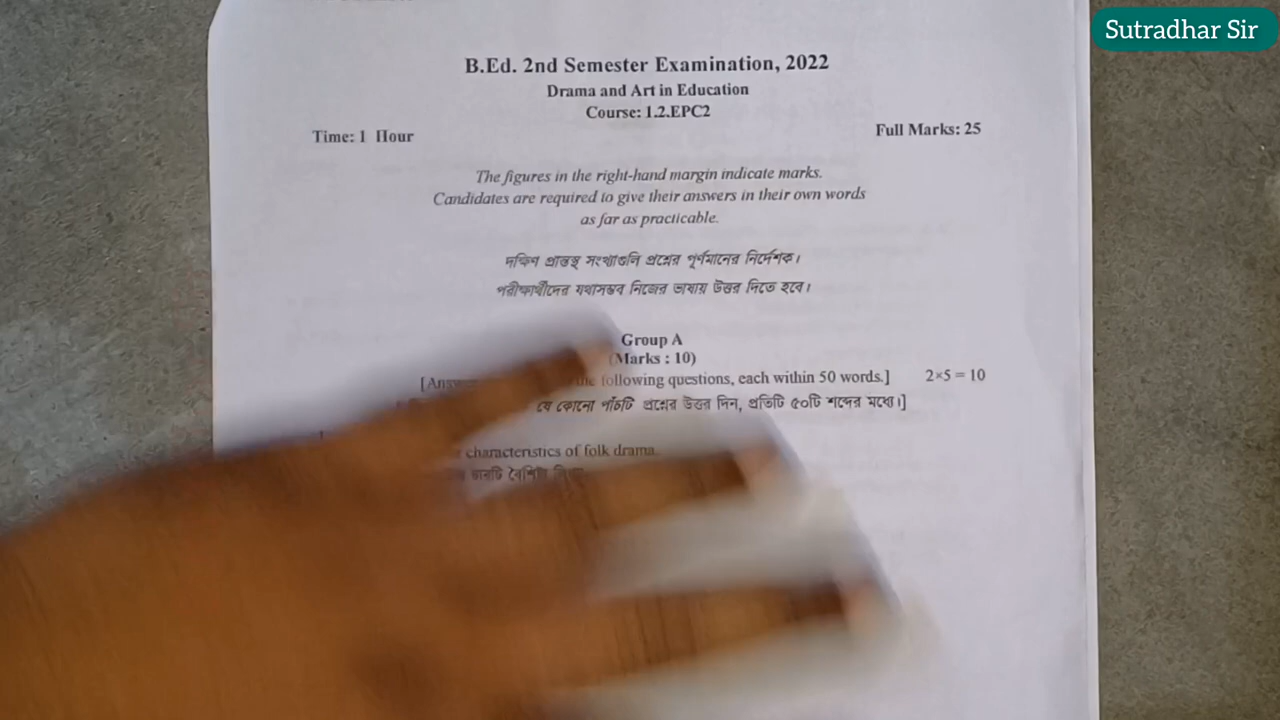 Sutradhar Sir
B.Ed. 2nd Semester Examination, 2022
Drama and Art in Education
Course: 1.2.EPC2
Time: 1 Hour
Full Marks: 25
The figures in the right-hand margin indicate marks.
Candidates are required to give their answers in their own words
as far as practicable.
দক্ষিণ প্রান্তস্থ সংখ্যাগুলি প্রশ্নের পূর্ণমানের নির্দেশক।
পরীক্ষার্থীদের যথাসম্ভব নিজের ভাষায় উত্তর দিতে হবে।
Group A
(Marks : 10)
following questions, each within 50 words.] 2×5 = 10
যে কোনো পাঁচটি প্রশ্নের উত্তর দিন, প্রতিটি ৫০টি শব্দের মধ্যে।]
characteristics of folk drama.
চারটি বৈশিষ্ট্য